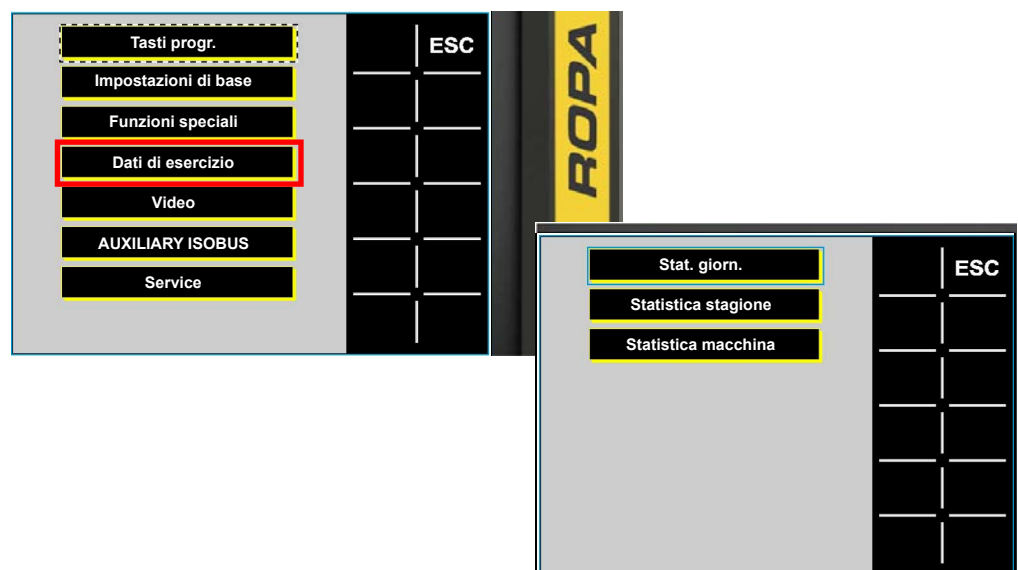 Tasti progr.
ESC
Impostazioni di base
Funzioni speciali
Dati di esercizio
Video
AUXILIARY ISOBUS
Service
ROPA
Stat. giorn.
ESC
Statistica stagione
Statistica macchina